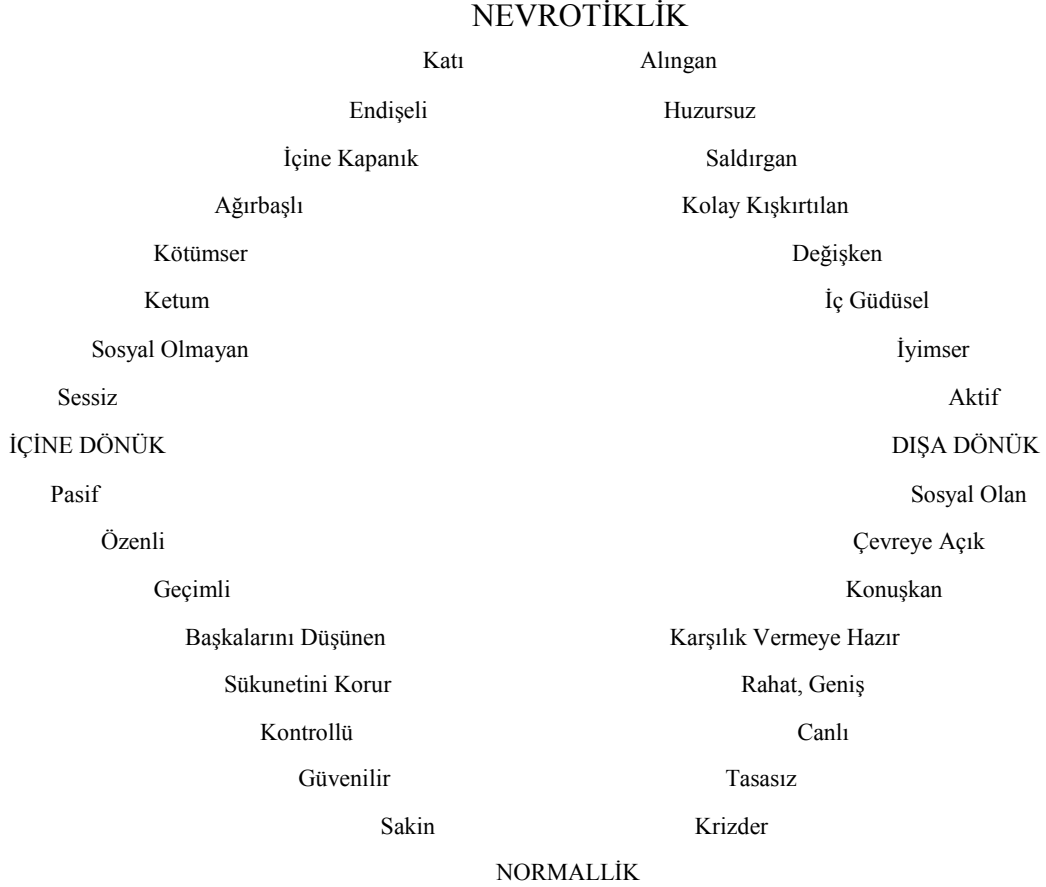 NEVROTİKLİK
Katı Alıngan
Endişeli Huzursuz
İçine Kapanık Saldırgan
Ağırbaşlı Kolay Kışkırtılan
Kötümser Değişken
Ketum İç Güdüsel
Sosyal Olmayan İyimser
Sessiz Aktif
İÇİNE DÖNÜK DIŞA DÖNÜK
Pasif Sosyal Olan
Özenli Çevreye Açık
Geçimli Konuşkan
Başkalarını Düşünen Karşılık Vermeye Hazır
Sükunetini Korur Rahat, Geniş
Kontrollü Canlı
Güvenilir Tasasız
Sakin Krizder
NORMALLİK